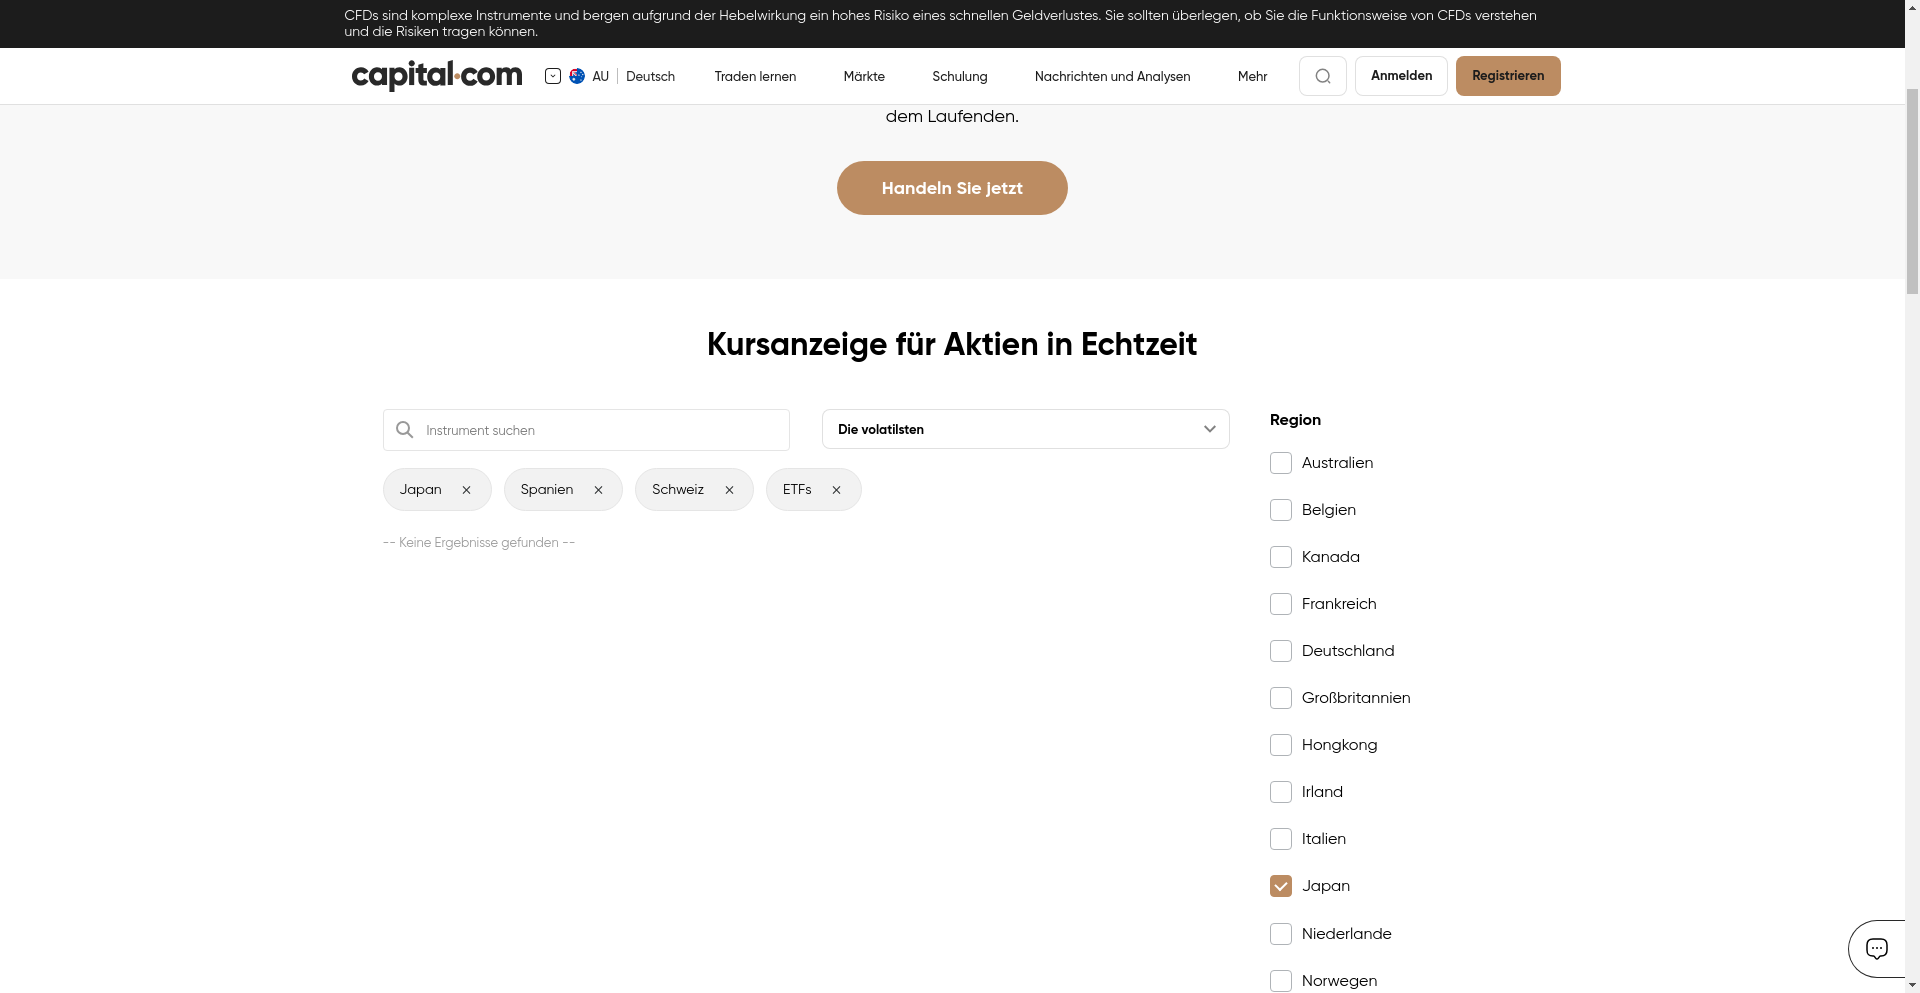 CFDs sind komplexe Instrumente und bergen aufgrund der Hebelwirkung ein hohes Risiko eines schnellen Geldverlustes. Sie sollten überlegen, ob Sie die Funktionsweise von CFDs verstehen
und die Risiken tragen können.
capital.com
AU
Deutsch
Traden lernen
Märkte
Schulung
Nachrichten und Analysen
Mehr
Anmelden
Registrieren
dem Laufenden.
Handeln Sie jetzt
Kursanzeige für Aktien in Echtzeit
Instrument suchen
Die volatilsten
Japan
Spanien
Schweiz
ETFs
-- Keine Ergebnisse gefunden --
Region
Australien
Belgien
Kanada
Frankreich
Deutschland
Großbritannien
Hongkong
Irland
Italien
Japan
Niederlande
Norwegen